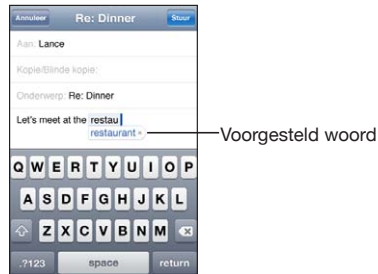 Annuleer Re: Dinner Stuur
Aan: Lance
Kopie/Blinde kopie:
Onderwerp: Re: Dinner
Let's meet at the restau
restaurant ×
Voorgesteld woord
Q W E R T Y U I O P
A S D F G H J K L
Z X C V B N M
.?123 space return